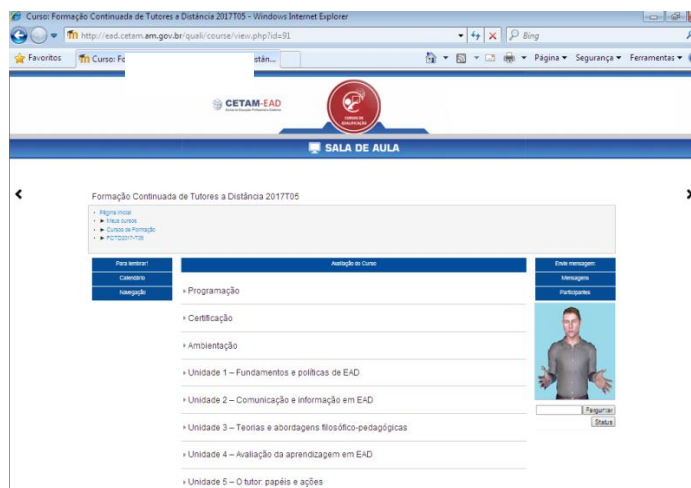 Curso: Formação Continuada de Tutores a Distância 2017T05 - Windows Internet Explorer
http://ead.cetam.am.gov.br/quali/course/view.php?id=91
Bing
Favoritos
Curso: Fo
stân...
Página
Segurança
Ferramentas
CETAM-EAD
CURSOS DE
QUALIFICAÇÃO
SALA DE AULA
Formação Continuada de Tutores a Distância 2017T05
Página inicial
Meus cursos
Cursos de Formação
Para lembrar!
Avaliação do Curso
Envie mensagem:
Calendário
Mensagens
Navegação
Participantes
Programação
Certificação
Ambientação
Unidade 1 – Fundamentos e políticas de EAD
Unidade 2 – Comunicação e informação em EAD
Unidade 3 – Teorias e abordagens filosófico-pedagógicas
Unidade 4 – Avaliação da aprendizagem em EAD
Unidade 5 – O tutor: papéis e ações
Perguntar
Status